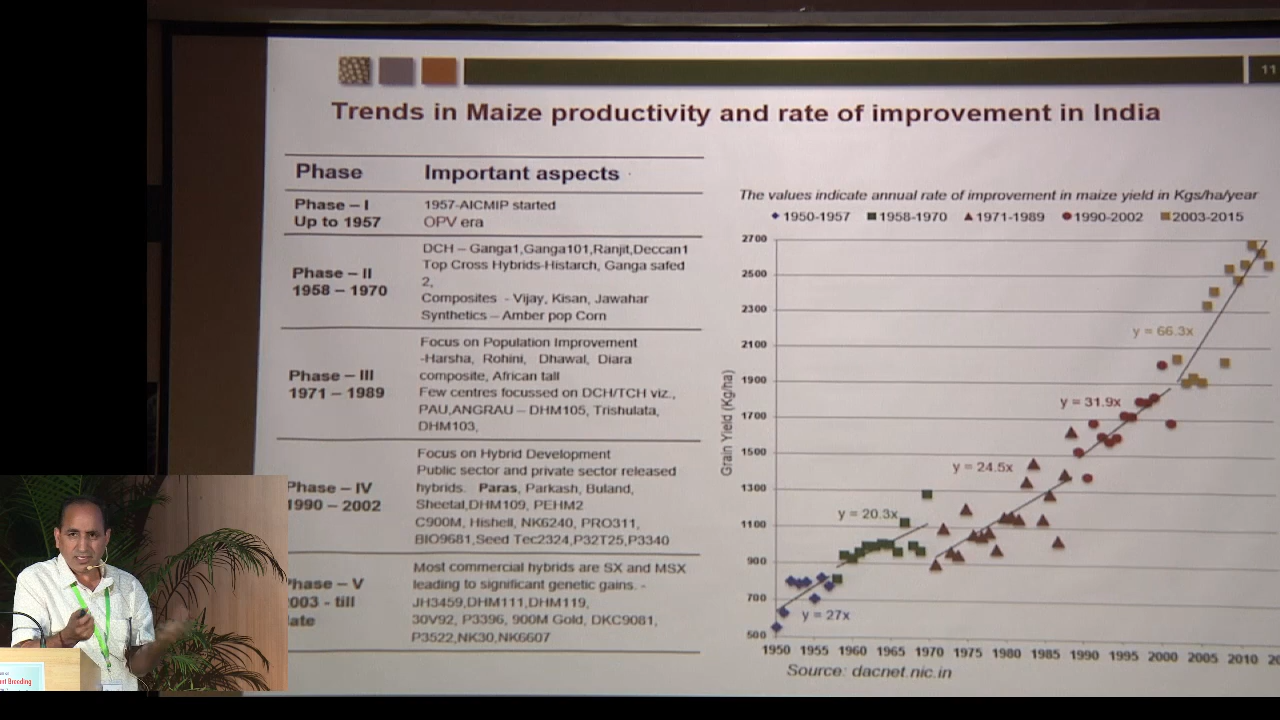 11
Trends in Maize productivity and rate of improvement in India
Phase Important aspects
Phase – I
Up to 1957
1957-AICMIP started
OPV era
Phase – II
1958 – 1970
DCH – Ganga1,Ganga101,Ranjit,Deccan1
Top Cross Hybrids-Histarch, Ganga safed
2,
Composites - Vijay, Kisan, Jawahar
Synthetics – Amber pop Corn
Phase – III
1971 – 1989
Focus on Population Improvement
-Harsha, Rohini, Dhawal, Diara
composite, African tall
Few centres focussed on DCH/TCH viz.,
PAU,ANGRAU – DHM105, Trishulata,
DHM103,
Phase – IV
1990 – 2002
Focus on Hybrid Development
Public sector and private sector released
hybrids. Paras, Parkash, Buland,
Sheetal,DHM109, PEHM2
C900M, Hishell, NK6240, PRO311,
BIO9681,Seed Tec2324,P32T25,P3340
hase – V
003 - till
ate
Most commercial hybrids are SX and MSX
leading to significant genetic gains. -
JH3459,DHM111,DHM119,
30V92, P3396, 900M Gold, DKC9081,
P3522,NK30,NK6607
The values indicate annual rate of improvement in maize yield in Kgs/ha/year
1950-1957 1958-1970 1971-1989 1990-2002 2003-2015
Grain Yield (Kg/ha)
2700
2500
2300
2100
1900
1700
1500
1300
1100
900
700
500
y = 66.3x
y = 31.9x
y = 24.5x
y = 20.3x
y = 27x
1950 1955 1960 1965 1970 1975 1980 1985 1990 1995 2000 2005 2010 20
Source: dacnet.nic.in
nt Breeding